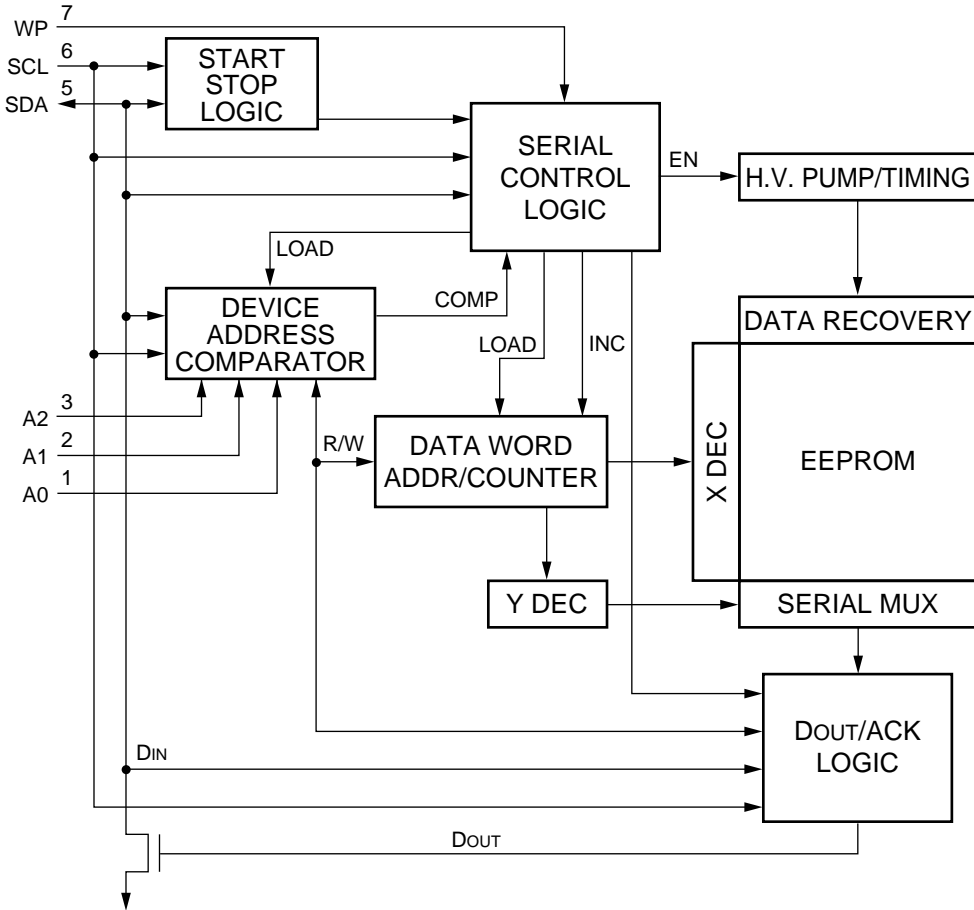 WP 7
SCL 6
SDA 5
START
STOP
LOGIC
SERIAL
CONTROL
LOGIC
EN
H.V. PUMP/TIMING
LOAD
COMP
DEVICE
ADDRESS
COMPARATOR
LOAD
INC
DATA RECOVERY
A2 3
A1 2
A0 1
R/W
DATA WORD
ADDR/COUNTER
X DEC
EEPROM
Y DEC
SERIAL MUX
DIN
DOUT/ACK
LOGIC
DOUT